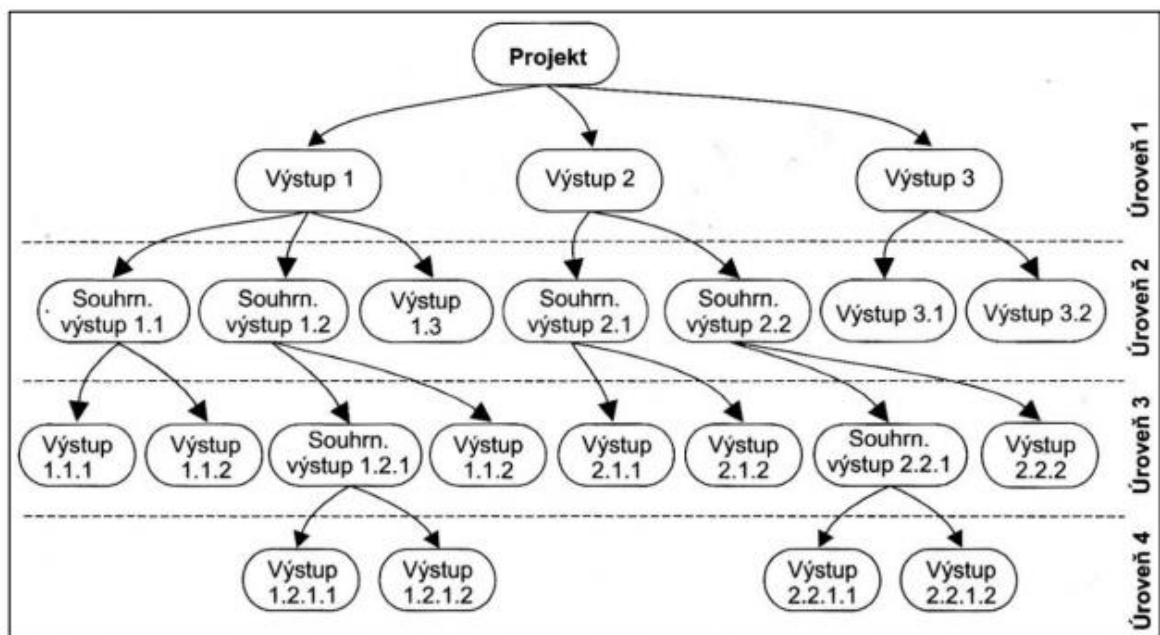 Projekt
Úroveň 1
Výstup 1
Výstup 2
Výstup 3
Úroveň 2
Souhrn.
výstup 1.1
Souhrn.
výstup 1.2
Výstup
1.3
Souhrn.
výstup 2.1
Souhrn.
výstup 2.2
Výstup 3.1
Výstup 3.2
Úroveň 3
Výstup
1.1.1
Výstup
1.1.2
Souhrn.
výstup 1.2.1
Výstup
1.1.2
Výstup
2.1.1
Výstup
2.1.2
Souhrn.
výstup 2.2.1
Výstup
2.2.2
Úroveň 4
Výstup
1.2.1.1
Výstup
1.2.1.2
Výstup
2.2.1.1
Výstup
2.2.1.2